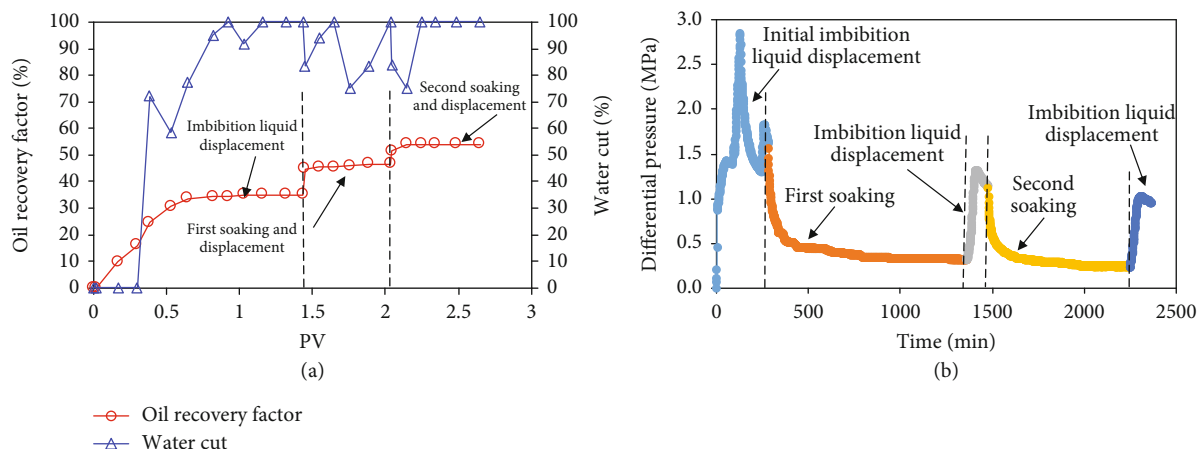 100
90
80
70
60
50
40
30
20
10
0
Oil recovery factor (%)
0
0.5
1
1.5
2
2.5
3
PV
100
90
80
70
60
50
40
30
20
10
0
Water cut (%)
Imbibition liquid
displacement
First soaking and
displacement
Second soaking
and displacement
(a)
Oil recovery factor
Water cut
3.0
2.5
2.0
1.5
1.0
0.5
0.0
Differential pressure (MPa)
0
500
1000
1500
2000
2500
Time (min)
Initial imbibition
liquid displacement
First soaking
Imbibition liquid
displacement
Second
soaking
Imbibition liquid
displacement
(b)